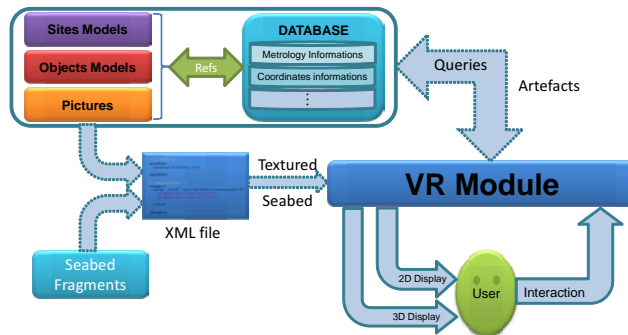 Sites Models
Objects Models
Pictures
Refs
DATABASE
Metrology Informations
Coordinates informations
⋮
Queries
Artefacts
Textured
Seabed
XML file
VR Module
Seabed
Fragments
2D Display
3D Display
User
Interaction